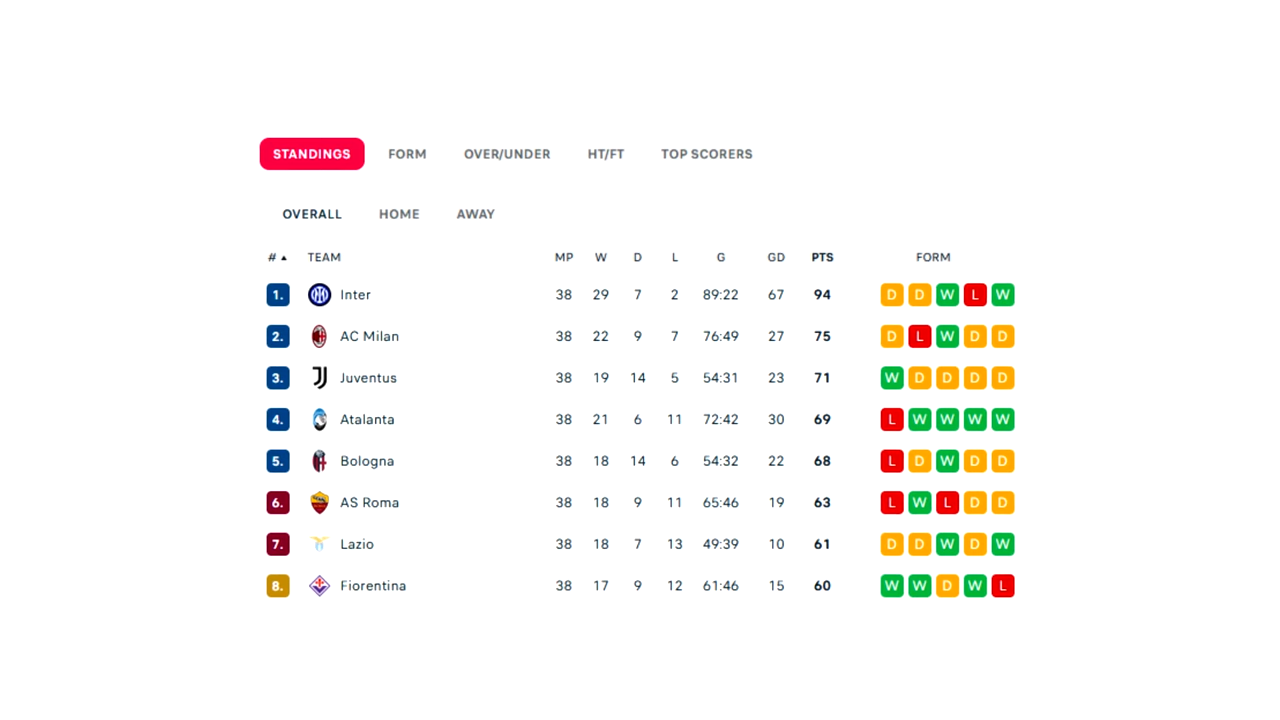 STANDINGS FORM OVER/UNDER HT/FT TOP SCORERS
OVERALL HOME AWAY
# ▲ TEAM MP W D L G GD PTS FORM
1. Inter 38 29 7 2 89:22 67 94 D D W L W
2. AC Milan 38 22 9 7 76:49 27 75 D L W D D
3. Juventus 38 19 14 5 54:31 23 71 W D D D D
4. Atalanta 38 21 6 11 72:42 30 69 L W W W W
5. Bologna 38 18 14 6 54:32 22 68 L D W D D
6. AS Roma 38 18 9 11 65:46 19 63 L W L D D
7. Lazio 38 18 7 13 49:39 10 61 D D W D W
8. Fiorentina 38 17 9 12 61:46 15 60 W W D W L